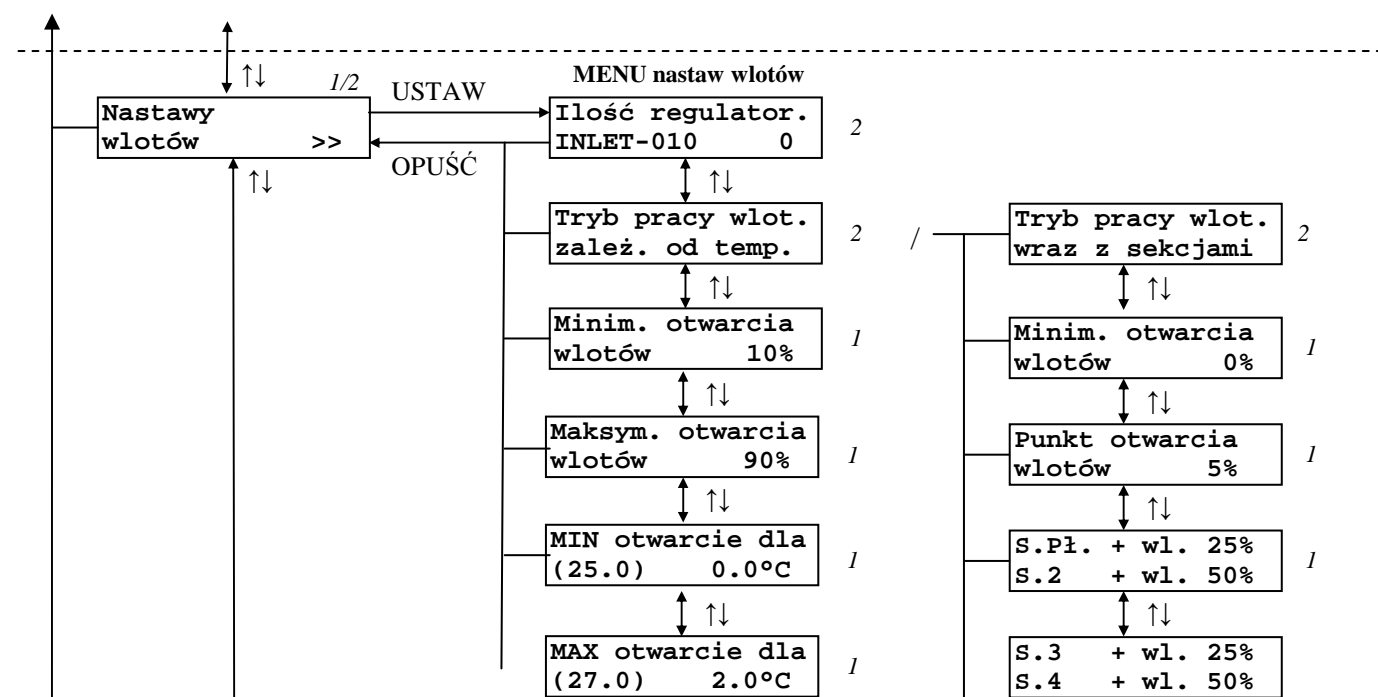 ↑↓ 1/2
Nastawy
wlotów >>
↑↓
USTAW
OPUŚĆ
MENU nastaw wlotów
Ilość regulator.
INLET-010 0
2
↑↓
Tryb pracy wlot.
zależ. od temp.
2
↑↓
Minim. otwarcia
wlotów 10%
1
↑↓
Maksym. otwarcia
wlotów 90%
1
↑↓
MIN otwarcie dla
(25.0) 0.0°C
1
↑↓
MAX otwarcie dla
(27.0) 2.0°C
1
/
Tryb pracy wlot.
wraz z sekcjami
2
↑↓
Minim. otwarcia
wlotów 0%
1
↑↓
Punkt otwarcia
wlotów 5%
1
↑↓
S.Pł. + wl. 25%
S.2 + wl. 50%
1
↑↓
S.3 + wl. 25%
S.4 + wl. 50%